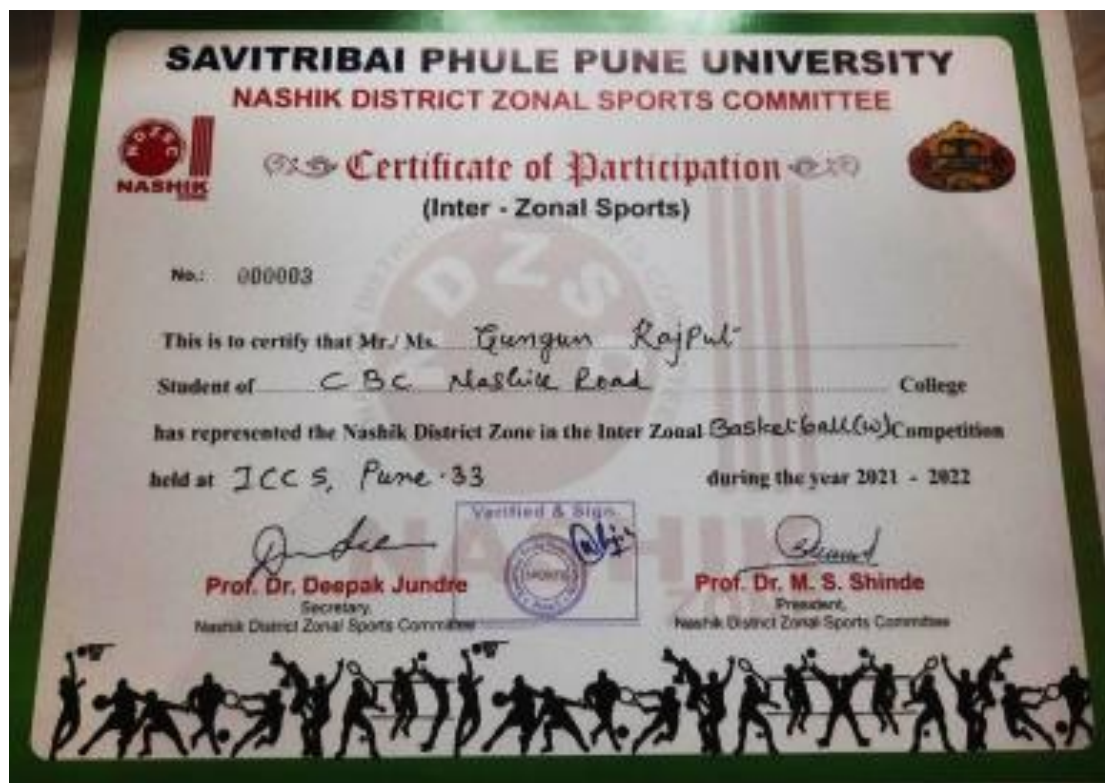 SAVITRIBAI PHULE PUNE UNIVERSITY
NASHIK DISTRICT ZONAL SPORTS COMMITTEE
NDZSC
NASHIK
ZONE
Certificate of Participation
(Inter - Zonal Sports)
No.: 000003
This is to certify that Mr./ Ms. Gungun Rajput
Student of CBC Nashik Road College
has represented the Nashik District Zone in the Inter Zonal Basketball(w) Competition
held at ICCS, Pune-33 during the year 2021 - 2022
Verified & Sign.
SPORTS
Prof. Dr. Deepak Jundre
Secretary,
Nashik District Zonal Sports Committee
Prof. Dr. M. S. Shinde
President,
Nashik District Zonal Sports Committee